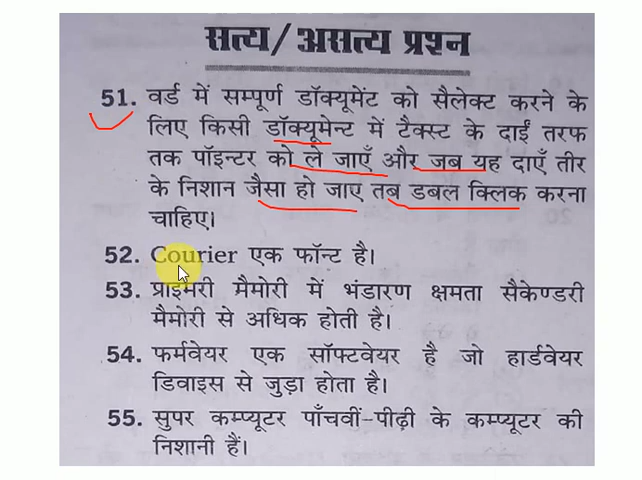 सत्य/असत्य प्रश्न
51. वर्ड में सम्पूर्ण डॉक्यूमेंट को सैलेक्ट करने के
लिए किसी डॉक्यूमेन्ट में टैक्स्ट के दाईं तरफ
तक पॉइन्टर को ले जाएँ और जब यह दाएँ तीर
के निशान जैसा हो जाए तब डबल क्लिक करना
चाहिए।
52. Courier एक फॉन्ट है।
53. प्राइमरी मैमोरी में भंडारण क्षमता सैकेण्डरी
मैमोरी से अधिक होती है।
54. फर्मवेयर एक सॉफ्टवेयर है जो हार्डवेयर
डिवाइस से जुड़ा होता है।
55. सुपर कम्प्यूटर पाँचवीं-पीढ़ी के कम्प्यूटर की
निशानी हैं।